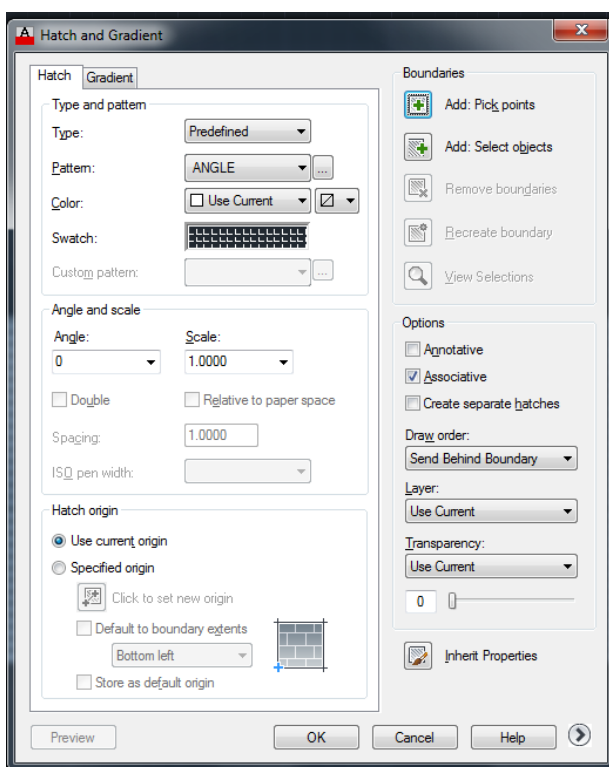 Hatch and Gradient
Hatch Gradient
Type and pattern
Type: Predefined
Pattern: ANGLE ...
Color: Use Current
Swatch:
Custom pattern: ...
Angle and scale
Angle: Scale:
0 1.0000
Double Relative to paper space
Spacing: 1.0000
ISO pen width:
Hatch origin
Use current origin
Specified origin
Click to set new origin
Default to boundary extents
Bottom left
Store as default origin
Boundaries
Add: Pick points
Add: Select objects
Remove boundaries
Recreate boundary
View Selections
Options
Annotative
Associative
Create separate hatches
Draw order:
Send Behind Boundary
Layer:
Use Current
Transparency:
Use Current
0
Inherit Properties
Preview OK Cancel Help